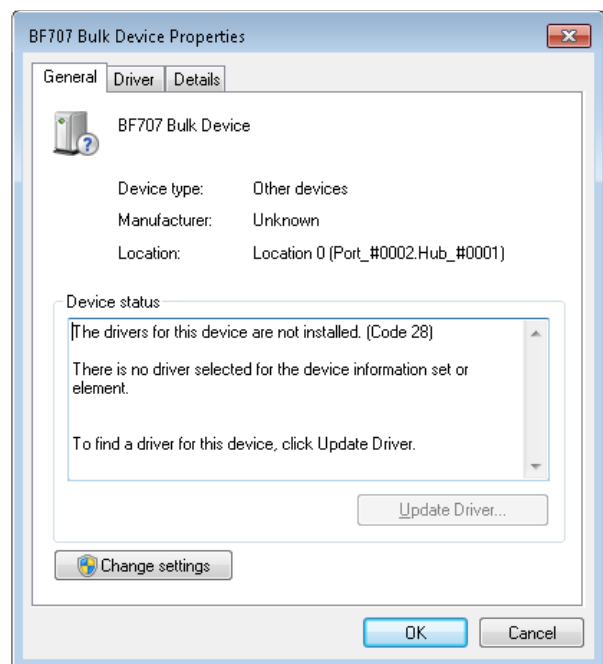 BF707 Bulk Device Properties
General Driver Details
BF707 Bulk Device
Device type: Other devices
Manufacturer: Unknown
Location: Location 0 (Port_#0002.Hub_#0001)
Device status
The drivers for this device are not installed. (Code 28)
There is no driver selected for the device information set or
element.
To find a driver for this device, click Update Driver.
Update Driver...
Change settings
OK Cancel